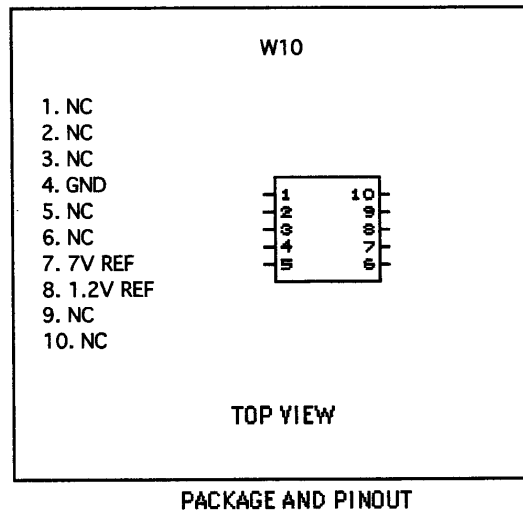 W10
1. NC
2. NC
3. NC
4. GND
5. NC
6. NC
7. 7V REF
8. 1.2V REF
9. NC
10. NC
1 10
2 9
3 8
4 7
5 6
TOP VIEW
PACKAGE AND PINOUT